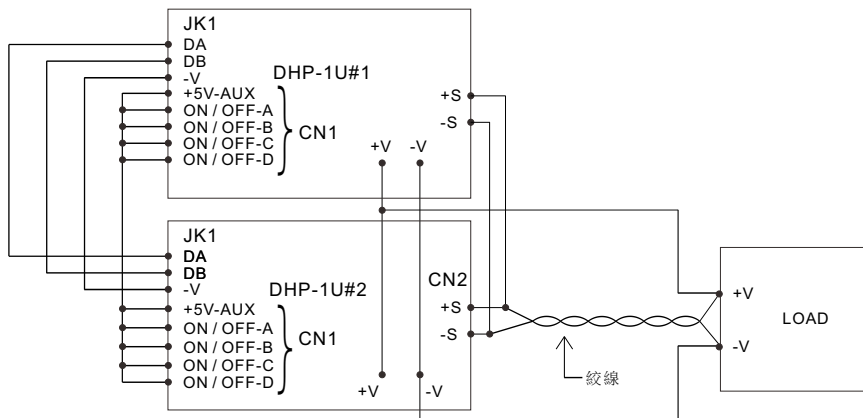 JK1
DA
DB
-V
+5V-AUX
ON/OFF-A
ON/OFF-B
ON/OFF-C
ON/OFF-D
DHP-1U#1
CN1
+S
-S
+V -V
JK1
DA
DB
-V
+5V-AUX
ON/OFF-A
ON/OFF-B
ON/OFF-C
ON/OFF-D
DHP-1U#2
CN1
CN2
+S
-S
+V -V
絞線
+V
-V
LOAD